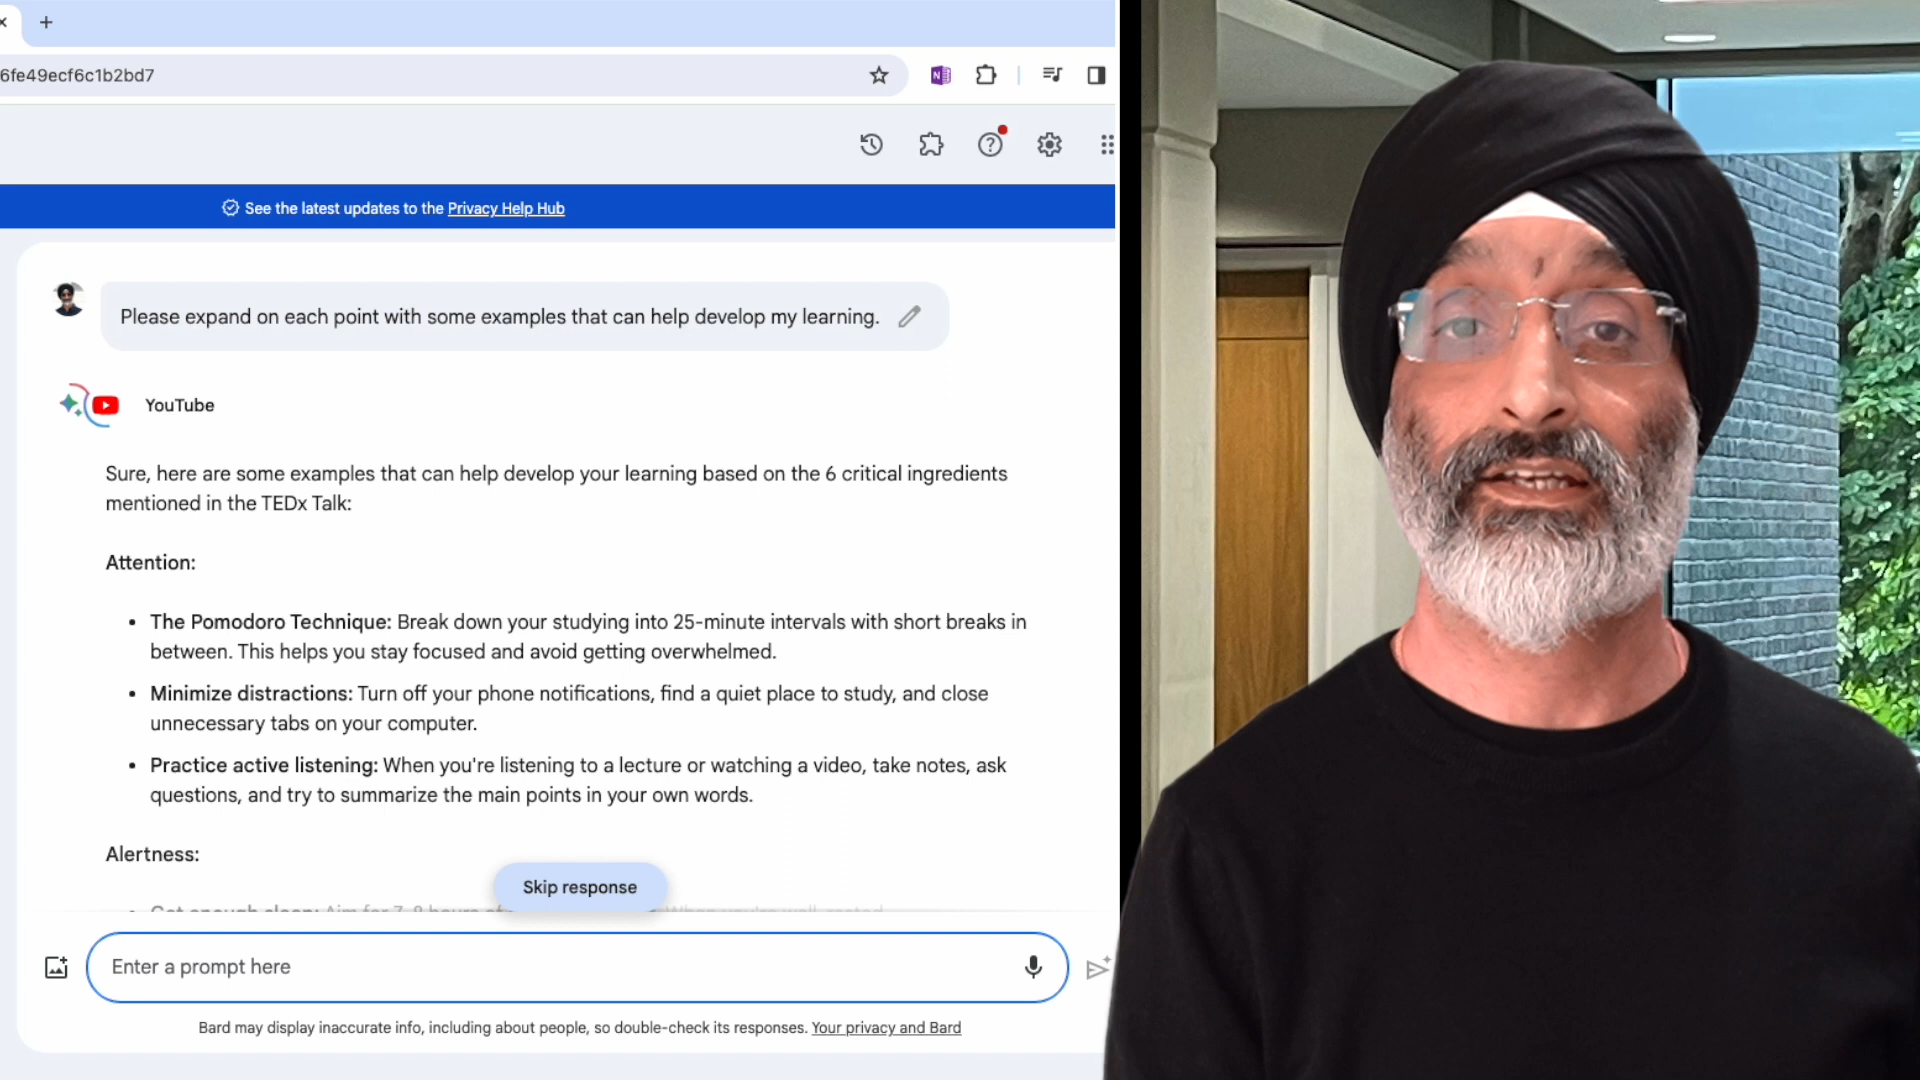 6fe49ecf6c1b2bd7
N
See the latest updates to the Privacy Help Hub
Please expand on each point with some examples that can help develop my learning.
YouTube
Sure, here are some examples that can help develop your learning based on the 6 critical ingredients
mentioned in the TEDx Talk:
Attention:
• The Pomodoro Technique: Break down your studying into 25-minute intervals with short breaks in
between. This helps you stay focused and avoid getting overwhelmed.
• Minimize distractions: Turn off your phone notifications, find a quiet place to study, and close
unnecessary tabs on your computer.
• Practice active listening: When you're listening to a lecture or watching a video, take notes, ask
questions, and try to summarize the main points in your own words.
Alertness:
Skip response
Enter a prompt here
Bard may display inaccurate info, including about people, so double-check its responses. Your privacy and Bard